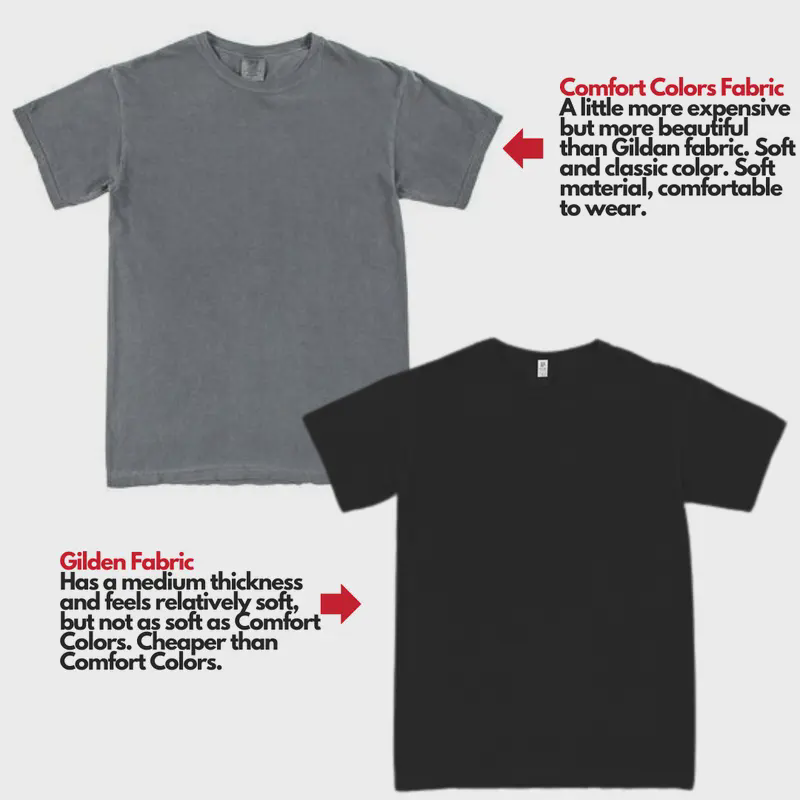 Comfort Colors Fabric
A little more expensive
but more beautiful
than Gildan fabric. Soft
and classic color. Soft
material, comfortable
to wear.
Gilden Fabric
Has a medium thickness
and feels relatively soft,
but not as soft as Comfort
Colors. Cheaper than
Comfort Colors.